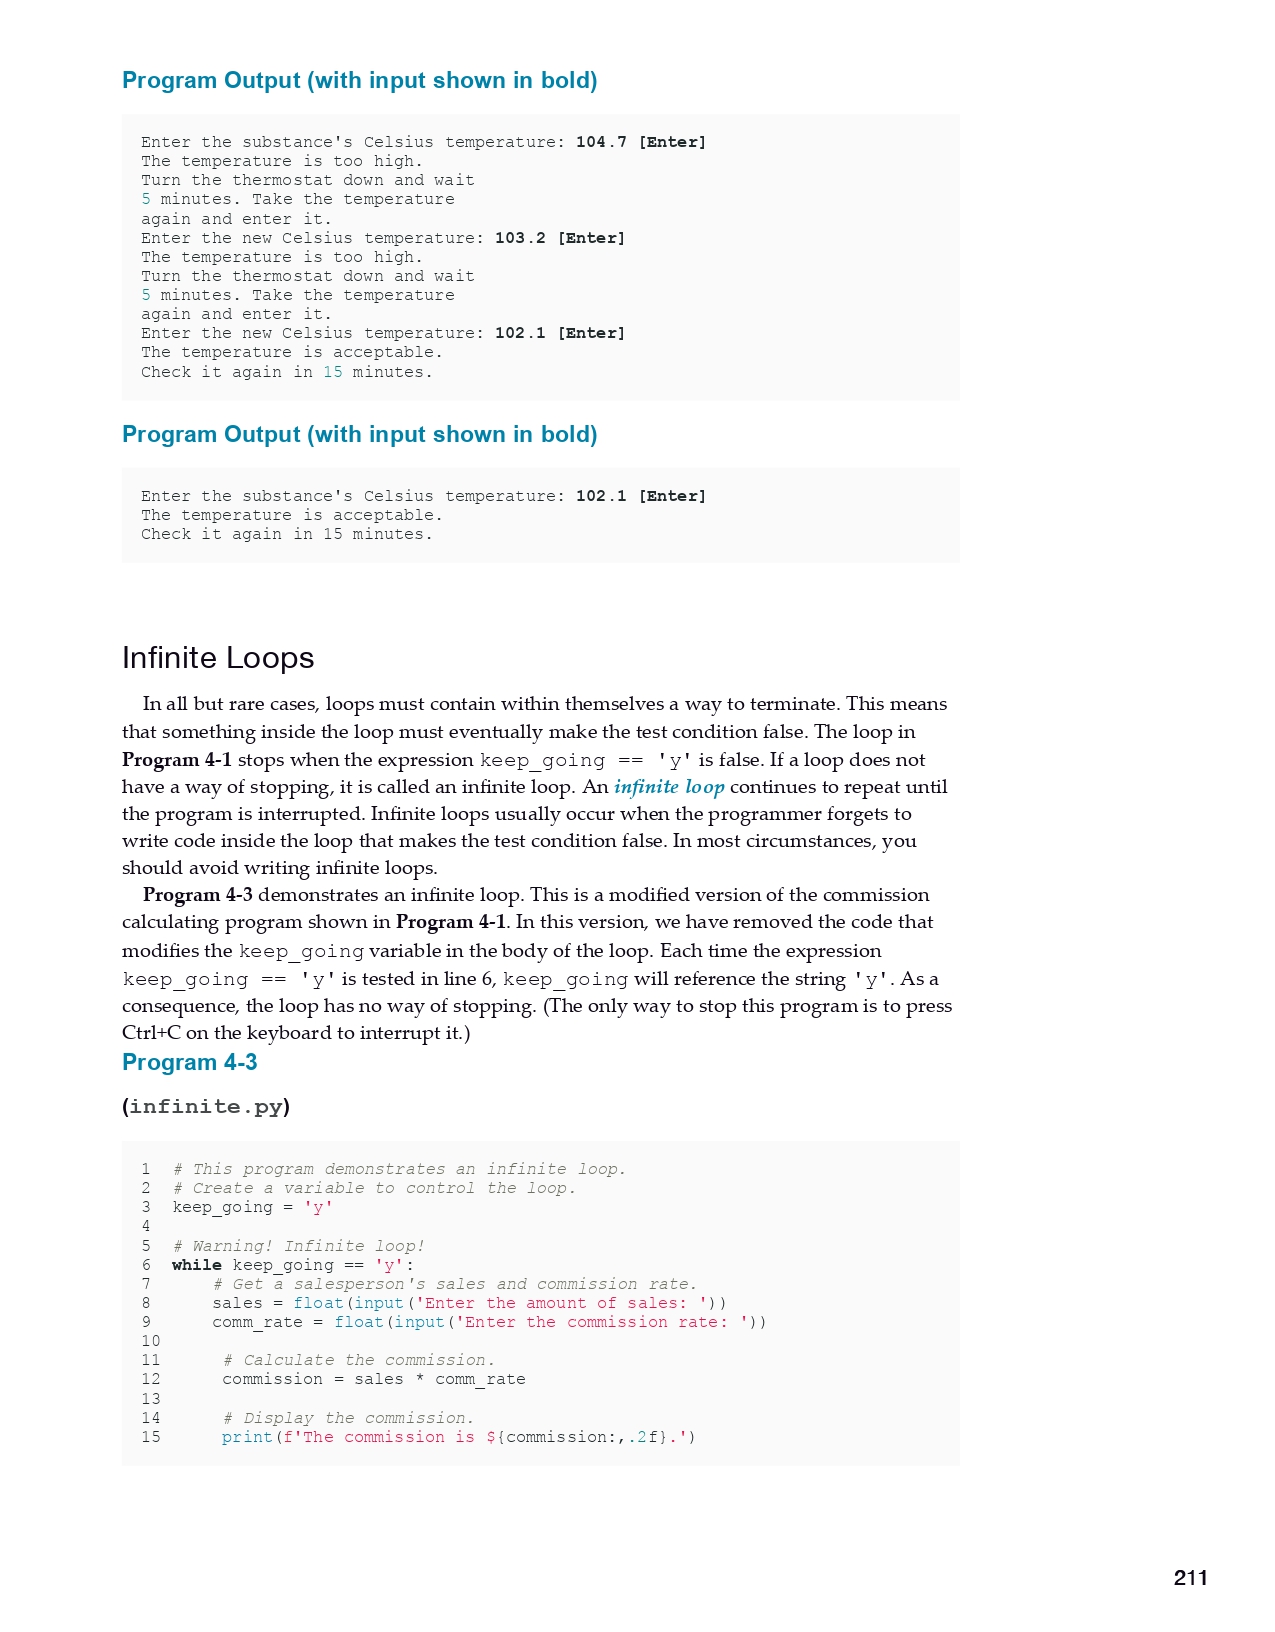 Program Output (with input shown in bold)
Enter the substance's Celsius temperature: 104.7 [Enter]
The temperature is too high.
Turn the thermostat down and wait
5 minutes. Take the temperature
again and enter it.
Enter the new Celsius temperature: 103.2 [Enter]
The temperature is too high.
Turn the thermostat down and wait
5 minutes. Take the temperature
again and enter it.
Enter the new Celsius temperature: 102.1 [Enter]
The temperature is acceptable.
Check it again in 15 minutes.
Program Output (with input shown in bold)
Enter the substance's Celsius temperature: 102.1 [Enter]
The temperature is acceptable.
Check it again in 15 minutes.
Infinite Loops
In all but rare cases, loops must contain within themselves a way to terminate. This means
that something inside the loop must eventually make the test condition false. The loop in
Program 4-1 stops when the expression keep_going == 'y' is false. If a loop does not
have a way of stopping, it is called an infinite loop. An infinite loop continues to repeat until
the program is interrupted. Infinite loops usually occur when the programmer forgets to
write code inside the loop that makes the test condition false. In most circumstances, you
should avoid writing infinite loops.
Program 4-3 demonstrates an infinite loop. This is a modified version of the commission
calculating program shown in Program 4-1. In this version, we have removed the code that
modifies the keep_going variable in the body of the loop. Each time the expression
keep_going == 'y' is tested in line 6, keep_going will reference the string 'y'. As a
consequence, the loop has no way of stopping. (The only way to stop this program is to press
Ctrl+C on the keyboard to interrupt it.)
Program 4-3
(infinite.py)
1 # This program demonstrates an infinite loop.
2 # Create a variable to control the loop.
3 keep_going = 'y'
4
5 # Warning! Infinite loop!
6 while keep_going == 'y':
7     # Get a salesperson's sales and commission rate.
8     sales = float(input('Enter the amount of sales: '))
9     comm_rate = float(input('Enter the commission rate: '))
10
11     # Calculate the commission.
12     commission = sales * comm_rate
13
14     # Display the commission.
15     print(f'The commission is ${commission:,.2f}.')
211